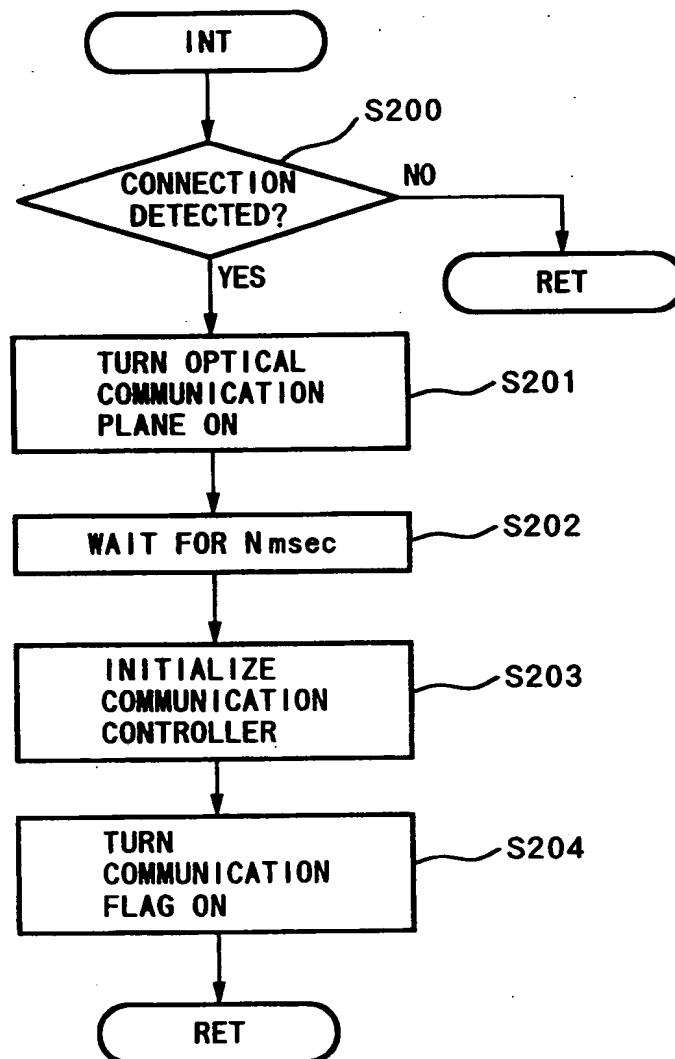 INT
S200
CONNECTION
DETECTED?
NO
RET
YES
TURN OPTICAL
COMMUNICATION
PLANE ON
S201
WAIT FOR Nmsec
S202
INITIALIZE
COMMUNICATION
CONTROLLER
S203
TURN
COMMUNICATION
FLAG ON
S204
RET